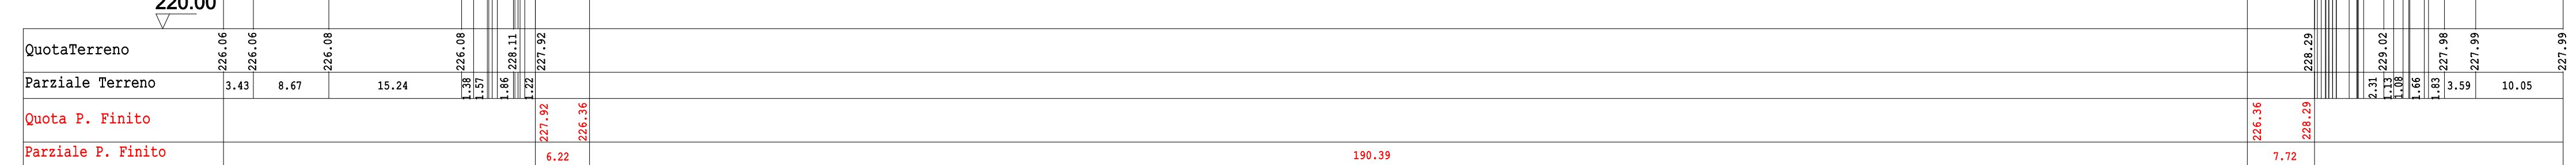 220.00
QuotaTerreno 226.06 226.06 226.08 226.08 228.11 227.92 228.29 229.02 227.98 227.99 227.99
Parziale Terreno 3.43 8.67 15.24 1.38 1.57 1.86 1.22 2.31 1.13 1.08 1.66 1.83 3.59 10.05
Quota P. Finito 227.92 226.36 226.36 228.29
Parziale P. Finito 6.22 190.39 7.72